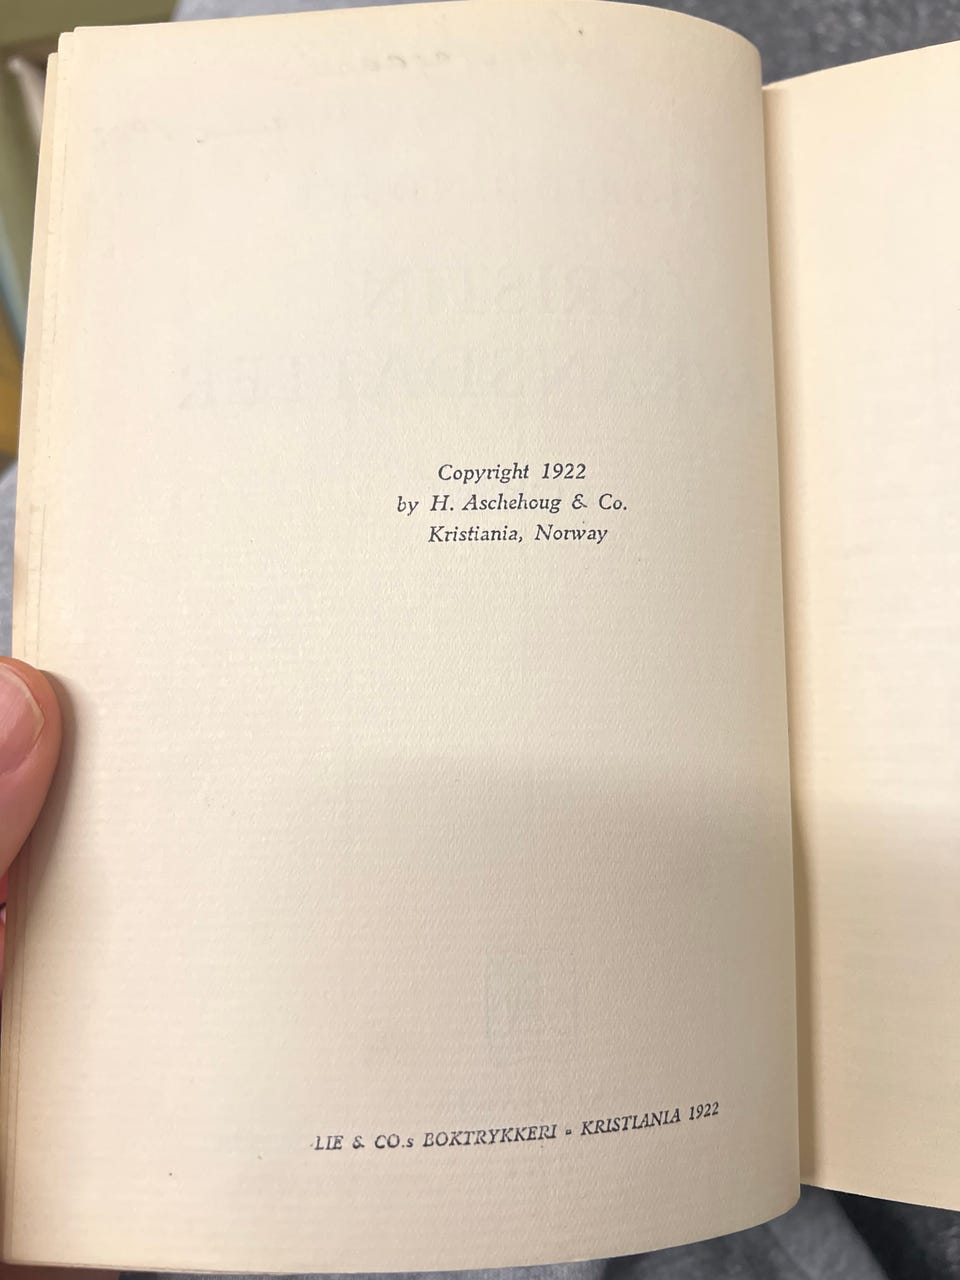 Copyright 1922
by H. Aschehoug & Co.
Kristiania, Norway
LIE & CO.s BOKTRYKKERI - KRISTIANIA 1922